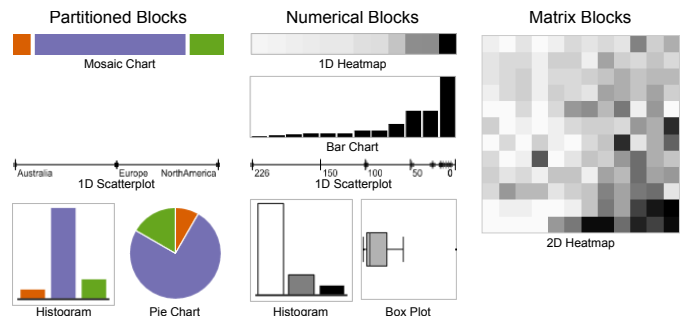 Partitioned Blocks
Numerical Blocks
Matrix Blocks
Mosaic Chart
1D Heatmap
Bar Chart
Australia Europe NorthAmerica
1D Scatterplot
226 150 100 50 0
1D Scatterplot
2D Heatmap
Histogram
Pie Chart
Histogram
Box Plot